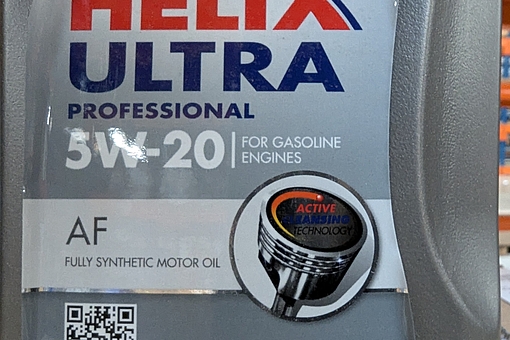 HELIX
ULTRA
PROFESSIONAL
5W-20
FOR GASOLINE
ENGINES
ACTIVE
CLEANSING
TECHNOLOGY
AF
FULLY SYNTHETIC MOTOR OIL